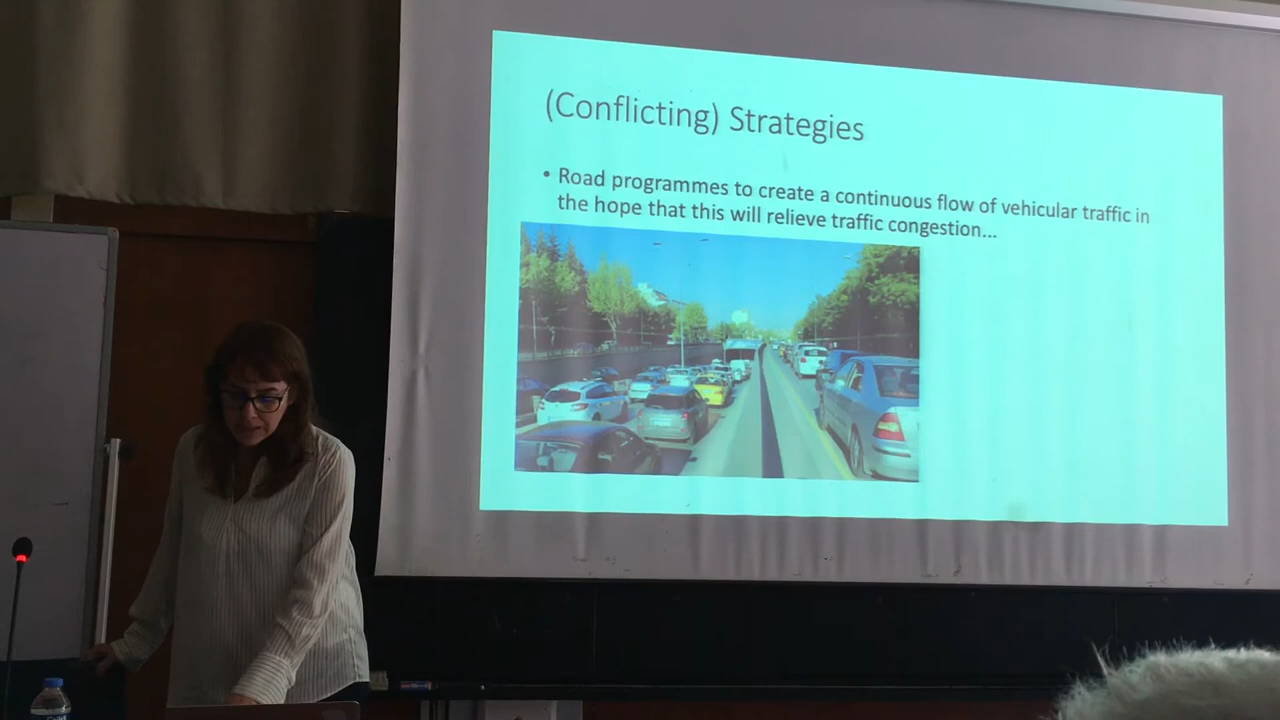 (Conflicting) Strategies
• Road programmes to create a continuous flow of vehicular traffic in
the hope that this will relieve traffic congestion...